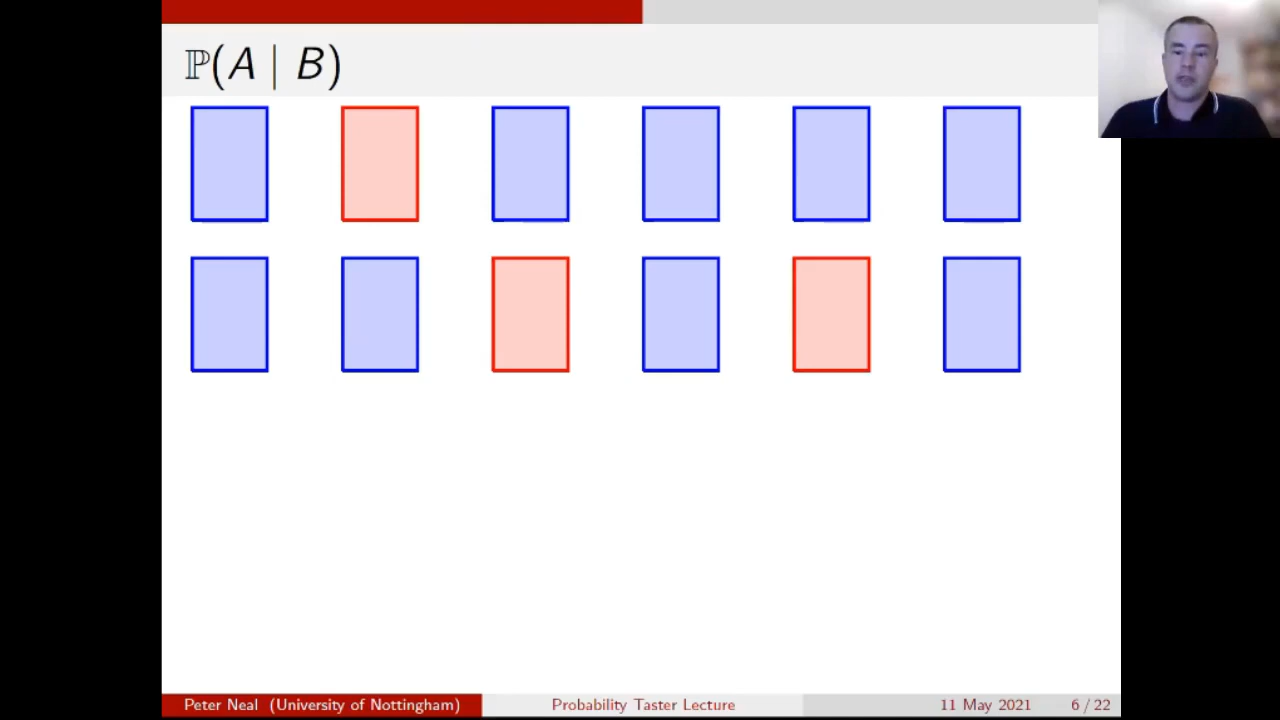 ℙ(A | B)
Peter Neal (University of Nottingham) Probability Taster Lecture 11 May 2021 6 / 22